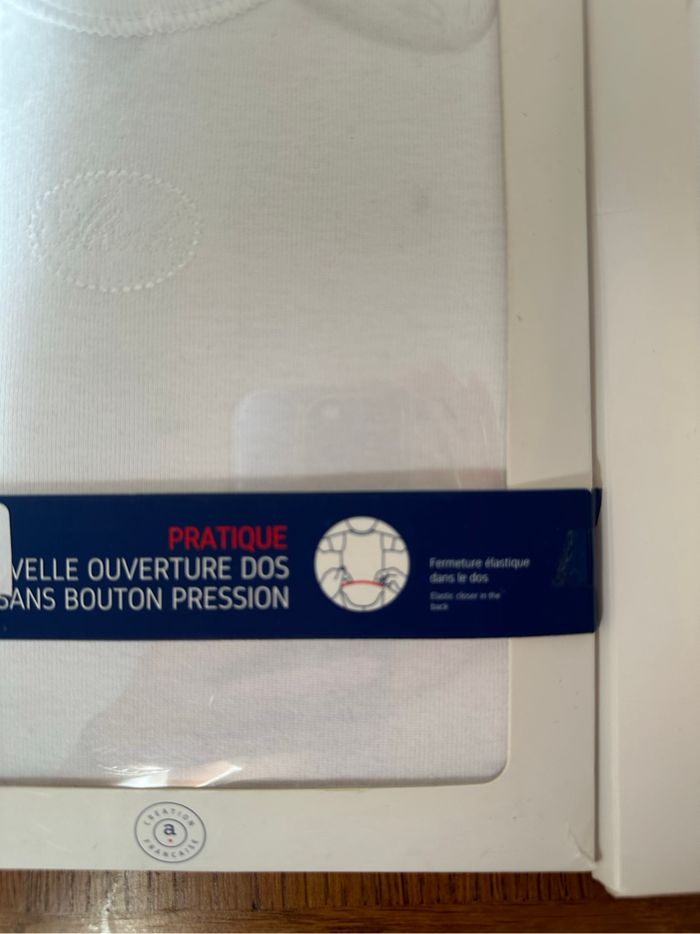 PRATIQUE
VELLE OUVERTURE DOS
SANS BOUTON PRESSION
Fermeture élastique
dans le dos
Elastic closer in the
back
CRÉATION
a
FRANÇAISE